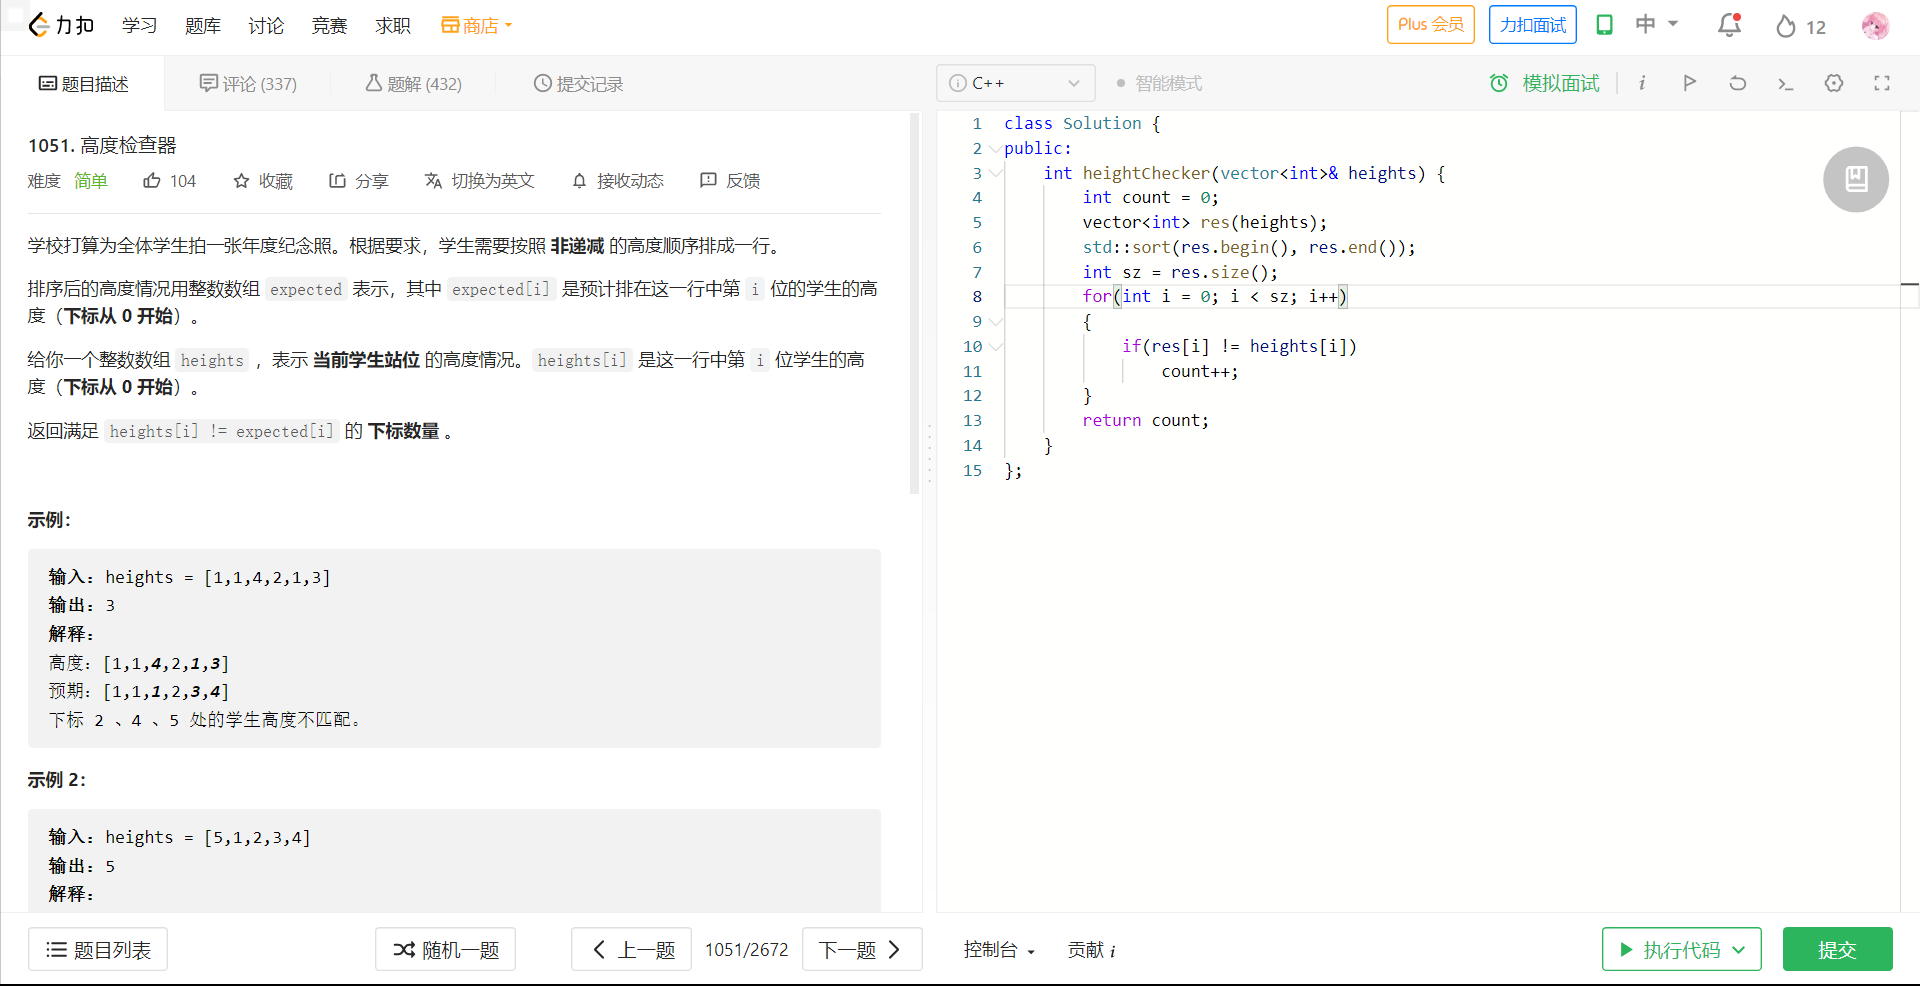 力扣 学习 题库 讨论 竞赛 求职 商店 Plus 会员 力扣面试 中 12
题目描述 评论 (337) 题解 (432) 提交记录
C++ 智能模式 模拟面试 i
1051. 高度检查器
难度 简单 104 收藏 分享 切换为英文 接收动态 反馈
学校打算为全体学生拍一张年度纪念照。根据要求，学生需要按照 非递减 的高度顺序排成一行。
排序后的高度情况用整数数组 expected 表示，其中 expected[i] 是预计排在这一行中第 i 位的学生的高
度（下标从 0 开始）。
给你一个整数数组 heights ，表示 当前学生站位 的高度情况。heights[i] 是这一行中第 i 位学生的高
度（下标从 0 开始）。
返回满足 heights[i] != expected[i] 的 下标数量 。
示例：
输入：heights = [1,1,4,2,1,3]
输出：3
解释：
高度：[1,1,4,2,1,3]
预期：[1,1,1,2,3,4]
下标 2 、4 、5 处的学生高度不匹配。
示例 2：
输入：heights = [5,1,2,3,4]
输出：5
解释：
1 class Solution {
2 public:
3     int heightChecker(vector<int>& heights) {
4         int count = 0;
5         vector<int> res(heights);
6         std::sort(res.begin(), res.end());
7         int sz = res.size();
8         for(int i = 0; i < sz; i++)
9         {
10             if(res[i] != heights[i])
11                 count++;
12         }
13         return count;
14     }
15 };
题目列表 随机一题 上一题 1051/2672 下一题 控制台 贡献 i 执行代码 提交